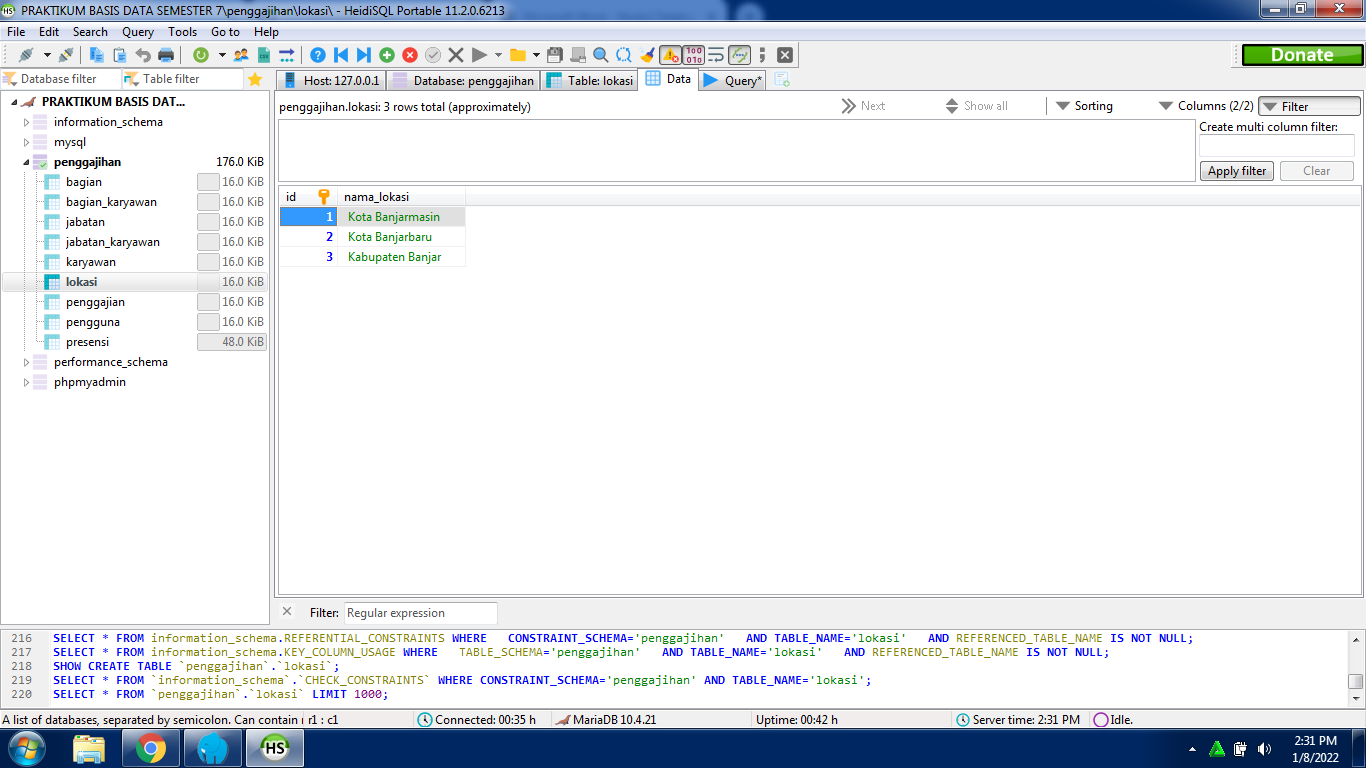 PRAKTIKUM BASIS DATA SEMESTER 7\penggajihan\lokasi\ - HeidiSQL Portable 11.2.0.6213
File Edit Search Query Tools Go to Help
Donate
Database filter Table filter
Host: 127.0.0.1 Database: penggajihan Table: lokasi Data Query*
PRAKTIKUM BASIS DAT...
information_schema
mysql
penggajihan 176.0 KiB
bagian 16.0 KiB
bagian_karyawan 16.0 KiB
jabatan 16.0 KiB
jabatan_karyawan 16.0 KiB
karyawan 16.0 KiB
lokasi 16.0 KiB
penggajian 16.0 KiB
pengguna 16.0 KiB
presensi 48.0 KiB
performance_schema
phpmyadmin
penggajihan.lokasi: 3 rows total (approximately) Next Show all Sorting Columns (2/2) Filter
Create multi column filter:
Apply filter Clear
id nama_lokasi
1 Kota Banjarmasin
2 Kota Banjarbaru
3 Kabupaten Banjar
Filter: Regular expression
216 SELECT * FROM information_schema.REFERENTIAL_CONSTRAINTS WHERE CONSTRAINT_SCHEMA='penggajihan' AND TABLE_NAME='lokasi' AND REFERENCED_TABLE_NAME IS NOT NULL;
217 SELECT * FROM information_schema.KEY_COLUMN_USAGE WHERE TABLE_SCHEMA='penggajihan' AND TABLE_NAME='lokasi' AND REFERENCED_TABLE_NAME IS NOT NULL;
218 SHOW CREATE TABLE `penggajihan`.`lokasi`;
219 SELECT * FROM `information_schema`.`CHECK_CONSTRAINTS` WHERE CONSTRAINT_SCHEMA='penggajihan' AND TABLE_NAME='lokasi';
220 SELECT * FROM `penggajihan`.`lokasi` LIMIT 1000;
A list of databases, separated by semicolon. Can contain r1 : c1 Connected: 00:35 h MariaDB 10.4.21 Uptime: 00:42 h Server time: 2:31 PM Idle.
HS
2:31 PM
1/8/2022